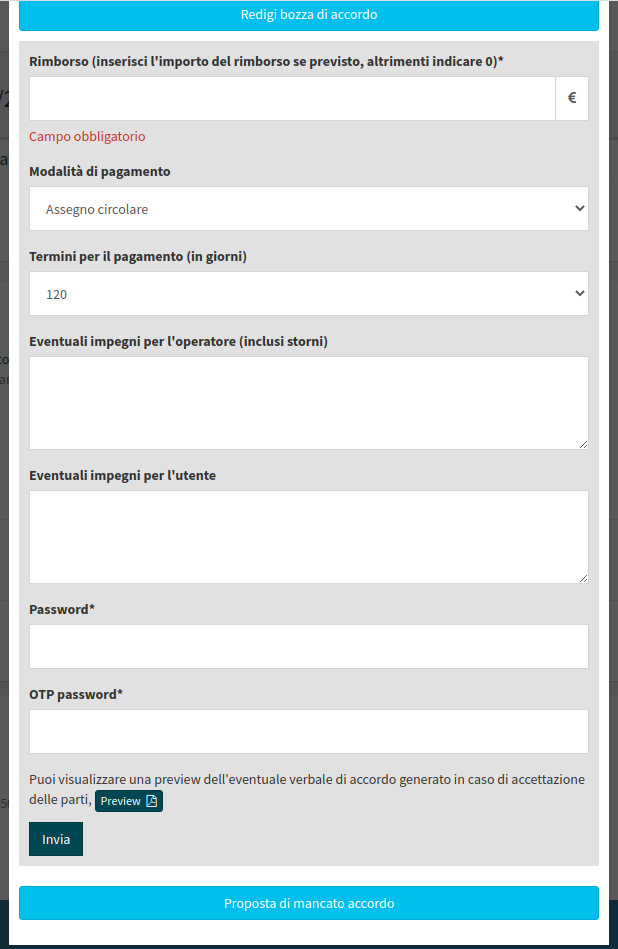 Redigi bozza di accordo
Rimborso (inserisci l'importo del rimborso se previsto, altrimenti indicare 0)*
€
Campo obbligatorio
Modalità di pagamento
Assegno circolare
Termini per il pagamento (in giorni)
120
Eventuali impegni per l'operatore (inclusi storni)
Eventuali impegni per l'utente
Password*
OTP password*
Puoi visualizzare una preview dell'eventuale verbale di accordo generato in caso di accettazione
delle parti, Preview
Invia
Proposta di mancato accordo